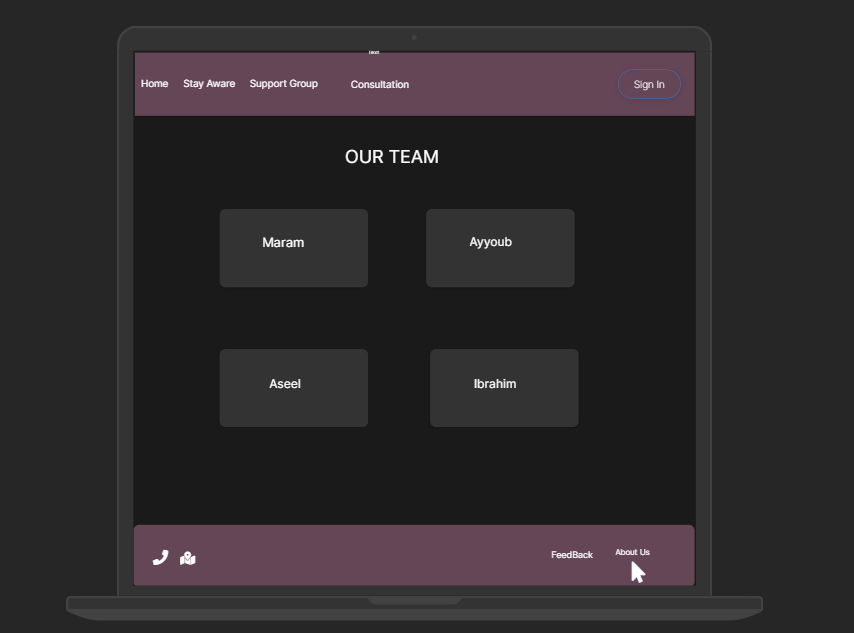 Home Stay Aware Support Group Consultation Sign In
OUR TEAM
Maram Ayyoub
Aseel Ibrahim
FeedBack About Us